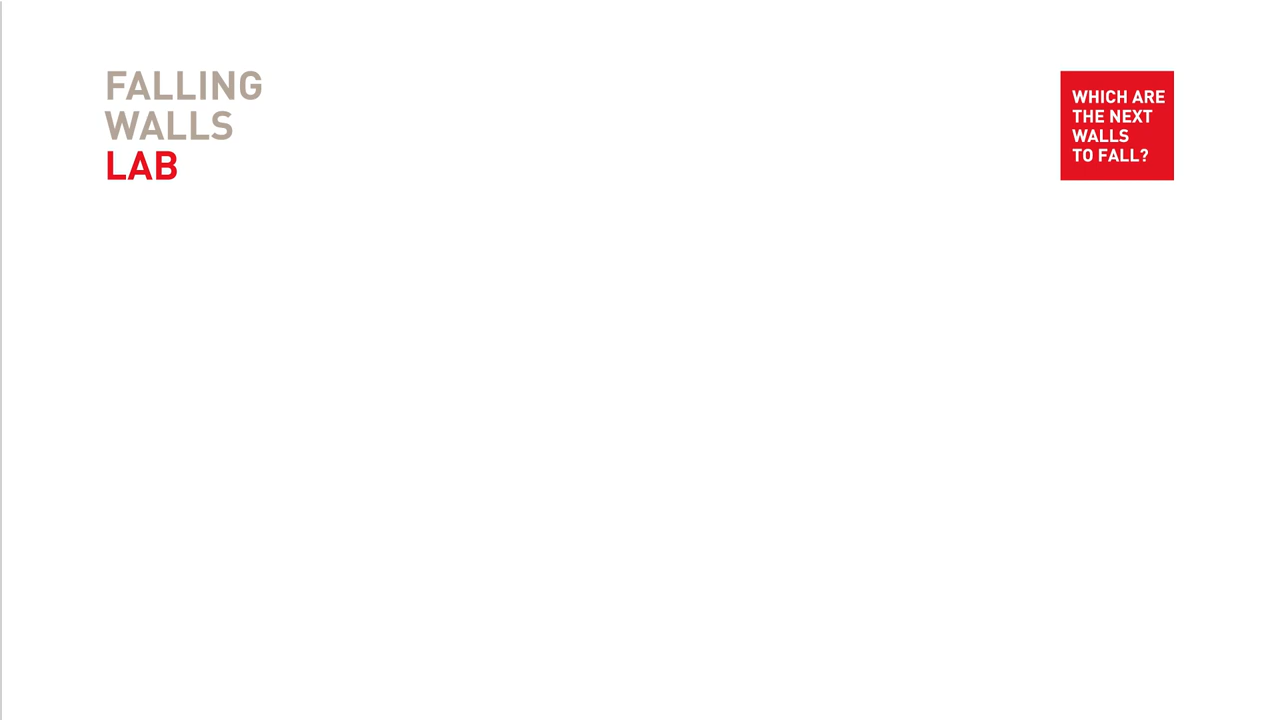 FALLING
WALLS
LAB
WHICH ARE
THE NEXT
WALLS
TO FALL?